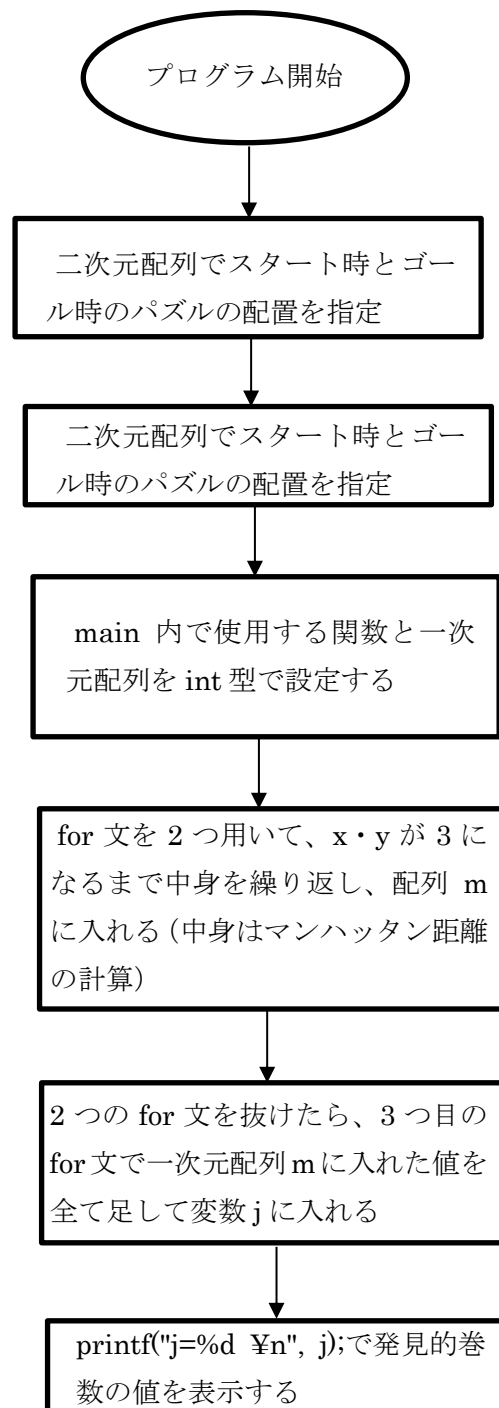 プログラム開始
二次元配列でスタート時とゴー
ル時のパズルの配置を指定
二次元配列でスタート時とゴー
ル時のパズルの配置を指定
main 内で使用する関数と一次
元配列を int 型で設定する
for 文を 2 つ用いて、x・y が 3 に
なるまで中身を繰り返し、配列 m
に入れる（中身はマンハッタン距離
の計算）
2 つの for 文を抜けたら、3 つ目の
for 文で一次元配列 m に入れた値を
全て足して変数 j に入れる
printf("j=%d ¥n", j);で発見的巻
数の値を表示する